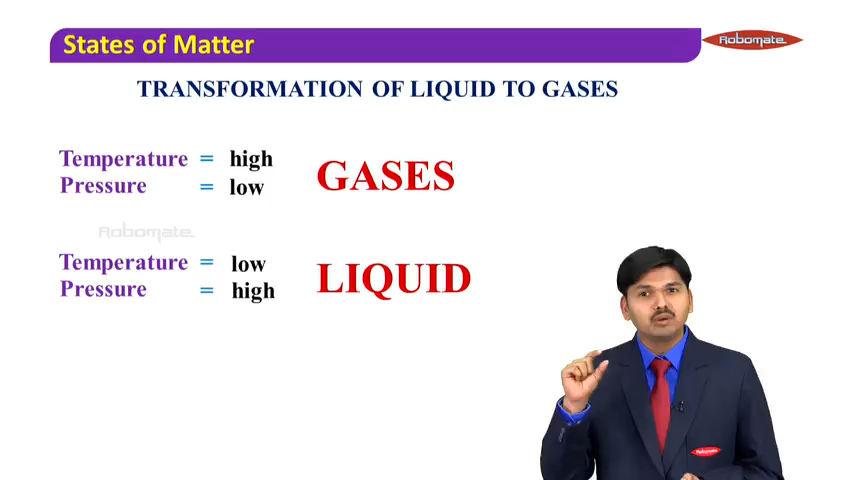 States of Matter
Robomate
TRANSFORMATION OF LIQUID TO GASES
Temperature = high
Pressure = low
GASES
Robomate
Temperature = low
Pressure = high
LIQUID
Robomate